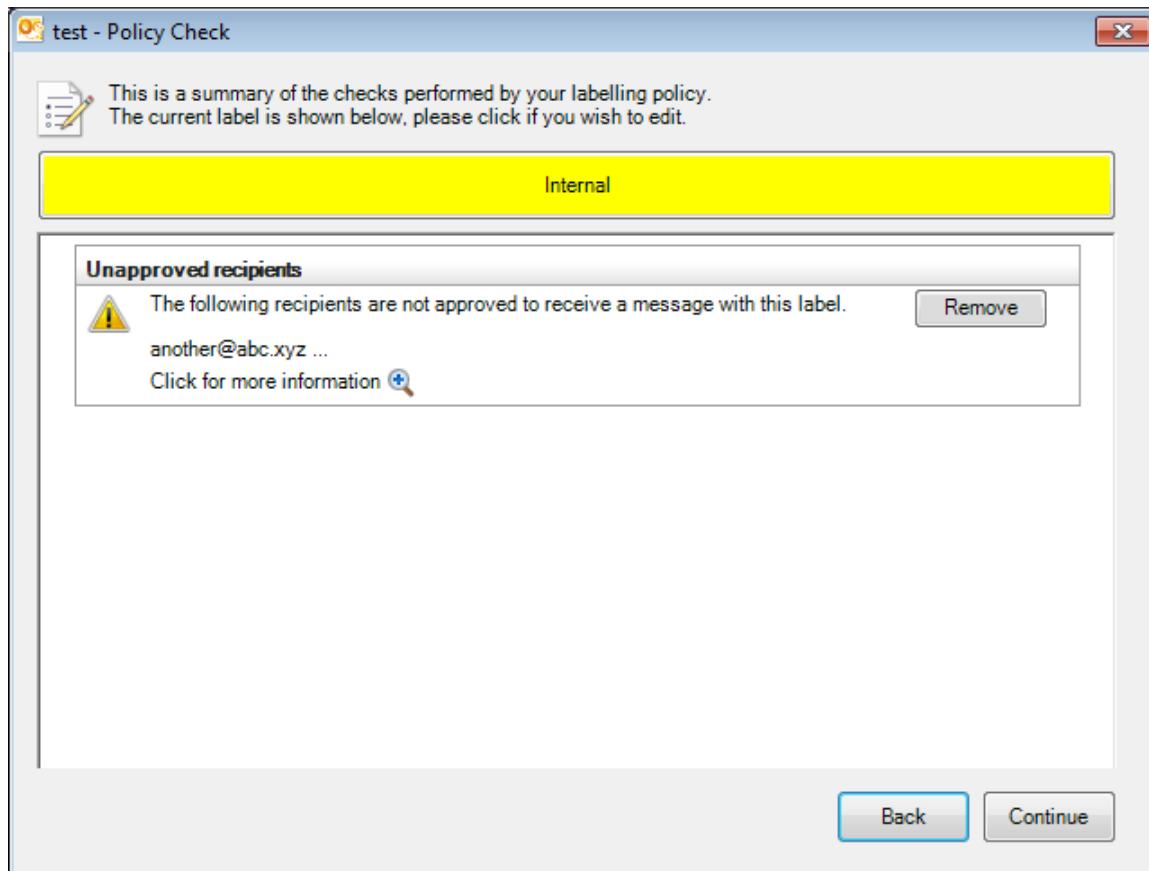 test - Policy Check
This is a summary of the checks performed by your labelling policy.
The current label is shown below, please click if you wish to edit.
Internal
Unapproved recipients
The following recipients are not approved to receive a message with this label.
Remove
another@abc.xyz ...
Click for more information
Back
Continue